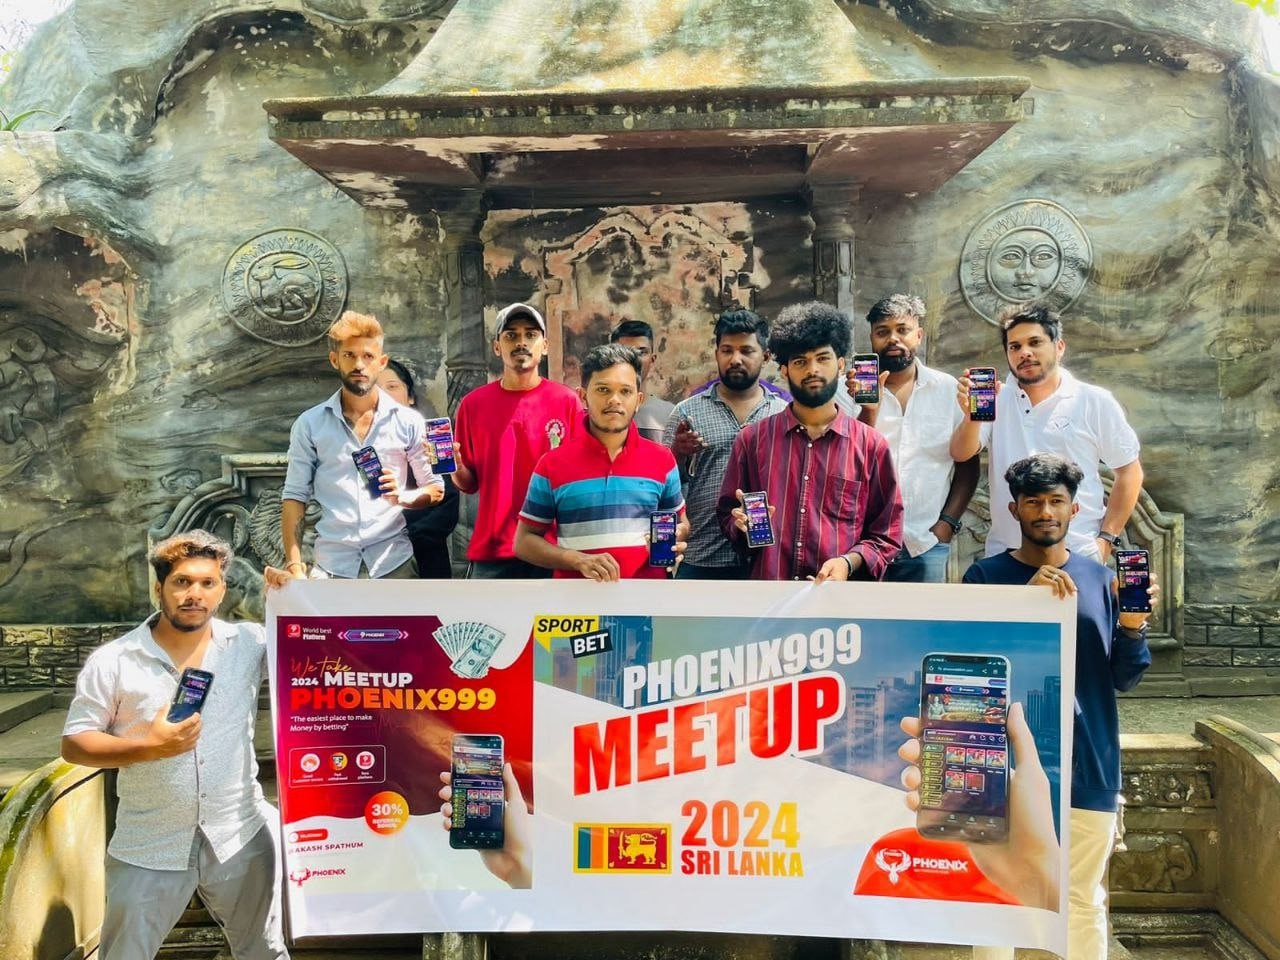 World best
Platform
PHOENIX
We take
2024 MEETUP
PHOENIX999
"The easiest place to make
Money by betting"
30%
REFERRAL
BONUS
AKASH SPATHUM
PHOENIX
SPORT
BET
PHOENIX999
MEETUP
2024
SRI LANKA
PHOENIX